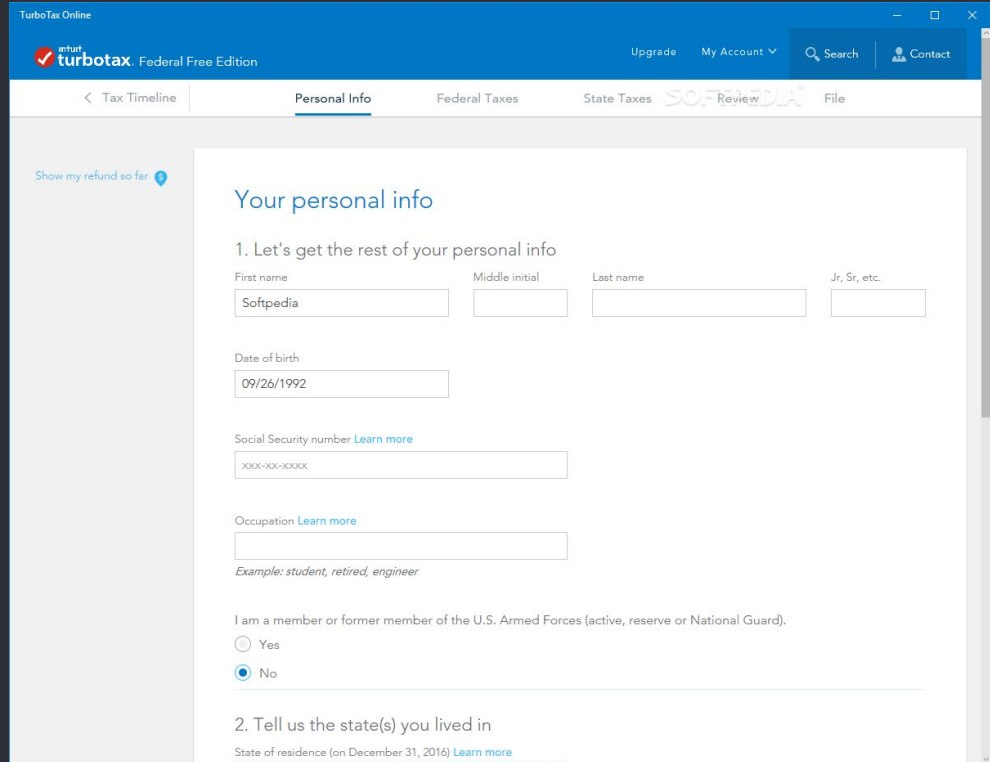 TurboTax Online
intuit
turbotax. Federal Free Edition
Upgrade My Account Search Contact
Tax Timeline Personal Info Federal Taxes State Taxes Review File
SOFTPEDIA
Show my refund so far $
Your personal info
1. Let's get the rest of your personal info
First name Middle initial Last name Jr, Sr, etc.
Softpedia
Date of birth
09/26/1992
Social Security number Learn more
xxx-xx-xxxx
Occupation Learn more
Example: student, retired, engineer
I am a member or former member of the U.S. Armed Forces (active, reserve or National Guard).
Yes
No
2. Tell us the state(s) you lived in
State of residence (on December 31, 2016) Learn more